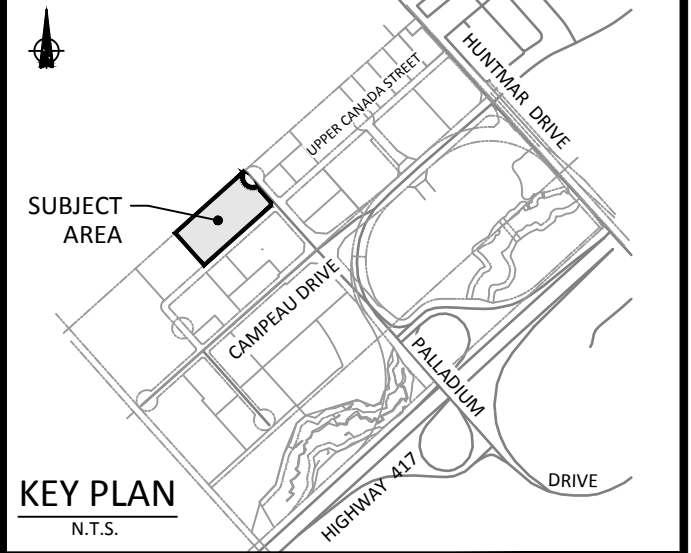 HUNTMAR DRIVE
UPPER CANADA STREET
SUBJECT
AREA
CAMPEAU DRIVE
PALLADIUM
DRIVE
HIGHWAY 417
KEY PLAN
N.T.S.